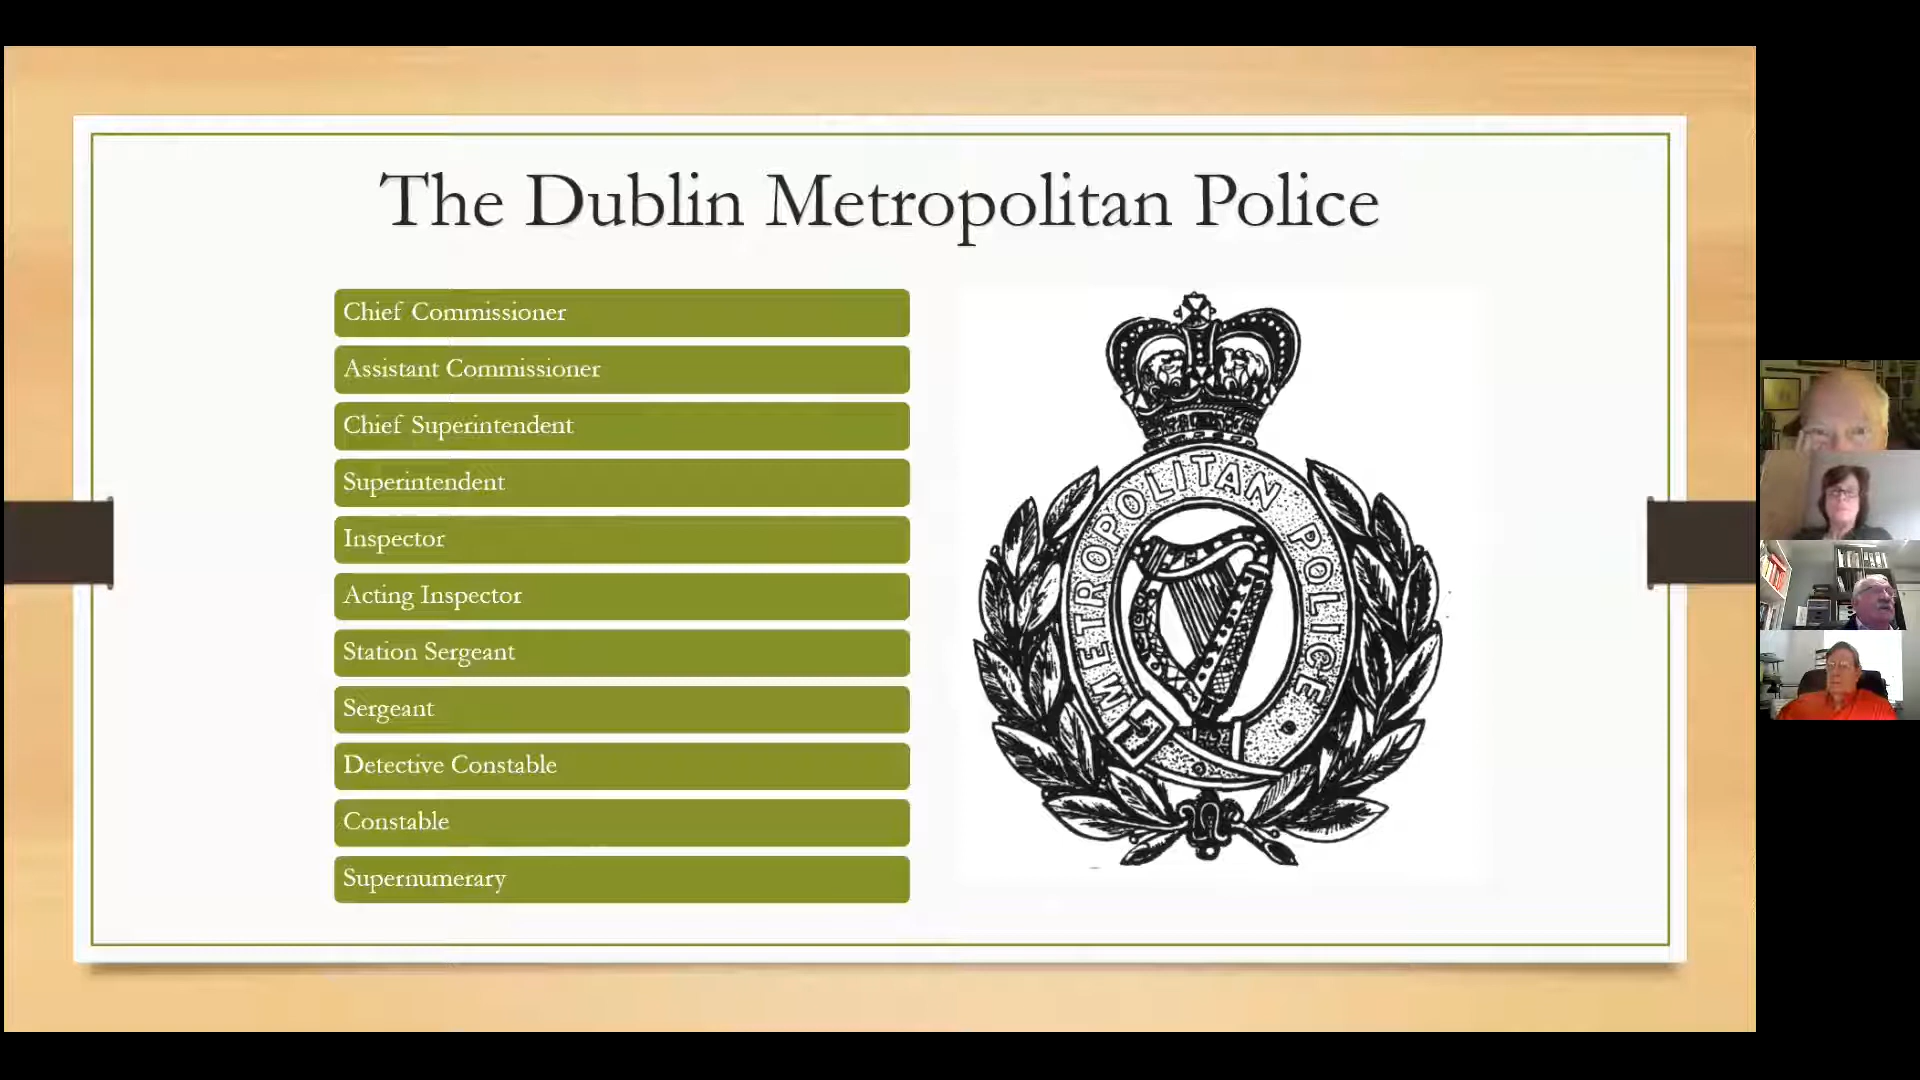 The Dublin Metropolitan Police
Chief Commissioner
Assistant Commissioner
Chief Superintendent
Superintendent
Inspector
Acting Inspector
Station Sergeant
Sergeant
Detective Constable
Constable
Supernumerary
METROPOLITAN POLICE